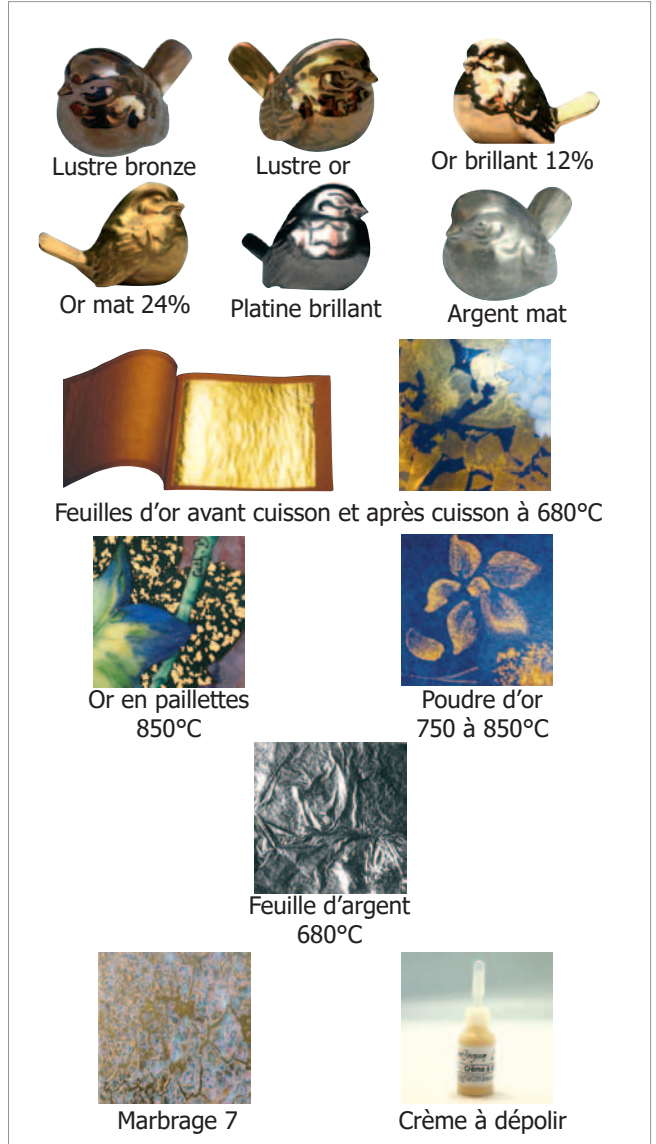 Lustre bronze
Lustre or
Or brillant 12%
Or mat 24%
Platine brillant
Argent mat
Feuilles d'or avant cuisson et après cuisson à 680°C
Or en paillettes
850°C
Poudre d'or
750 à 850°C
Feuille d'argent
680°C
Marbrage 7
Crème à dépolir
Crème à